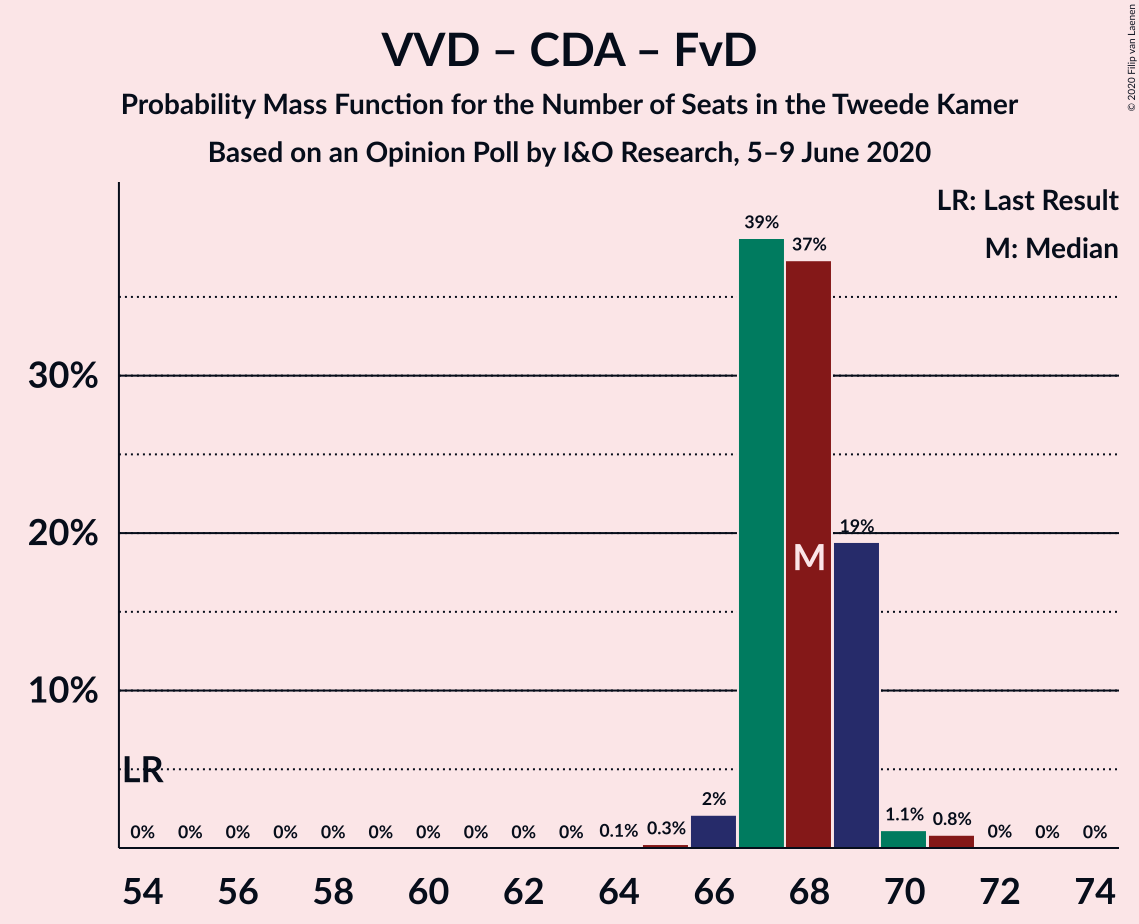 VVD – CDA – FvD
Probability Mass Function for the Number of Seats in the Tweede Kamer
Based on an Opinion Poll by I&O Research, 5–9 June 2020
© 2020 Filip van Laenen
LR: Last Result
M: Median
39%
37%
30%
20%
19%
M
10%
LR
0% 0% 0% 0% 0% 0% 0% 0% 0% 0% 0.1% 0.3% 2% 1.1% 0.8% 0% 0% 0%
54 56 58 60 62 64 66 68 70 72 74